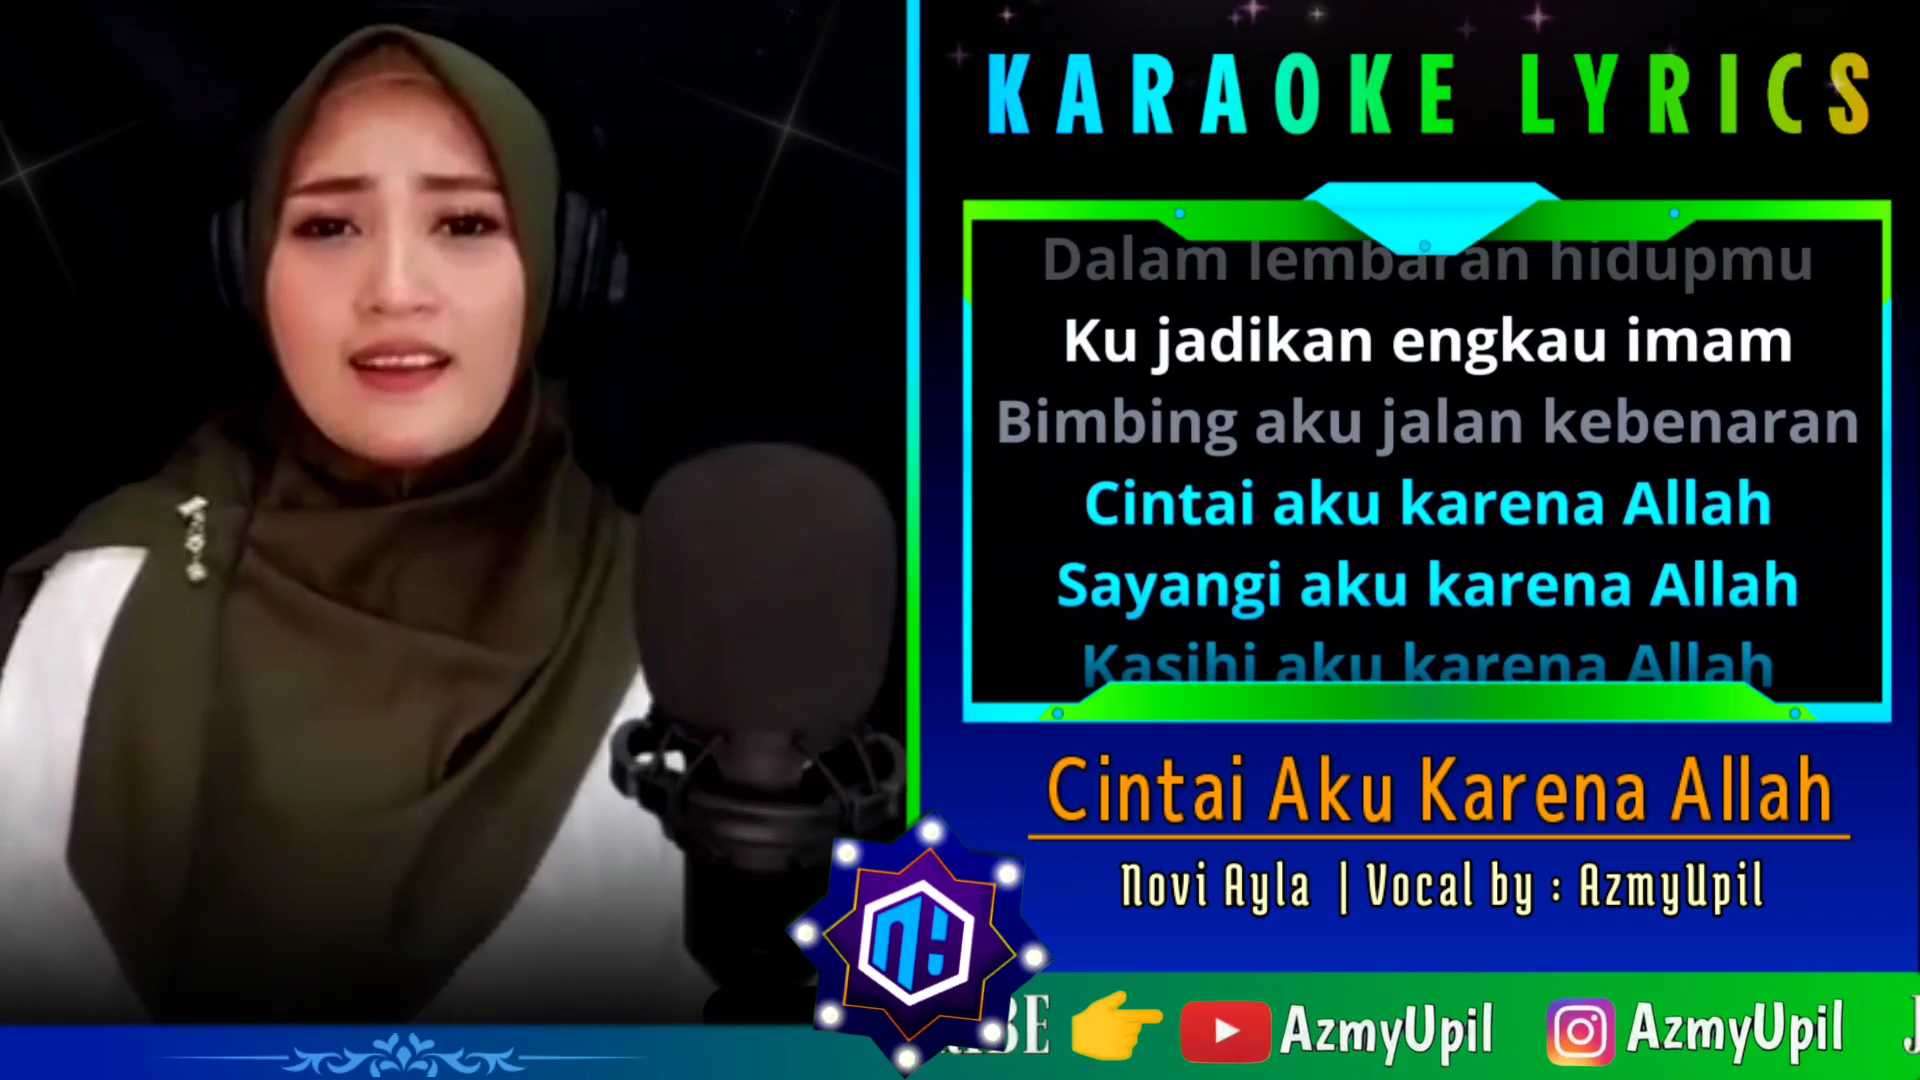 KARAOKE LYRICS
Dalam lembaran hidupmu
Ku jadikan engkau imam
Bimbing aku jalan kebenaran
Cintai aku karena Allah
Sayangi aku karena Allah
Kasihi aku karena Allah
Cintai Aku Karena Allah
Novi Ayla | Vocal by : AzmyUpil
BE 👉 AzmyUpil AzmyUpil